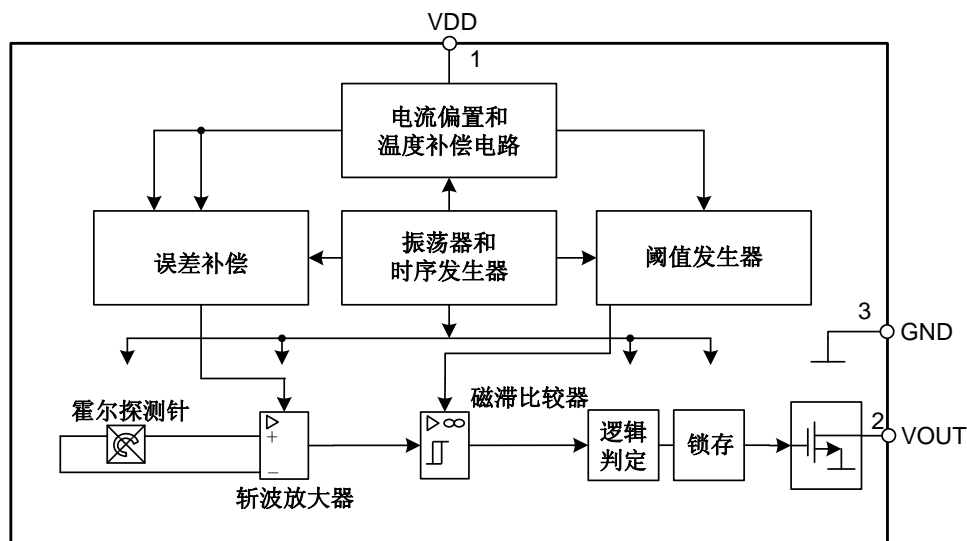 VDD
1
电流偏置和
温度补偿电路
误差补偿
振荡器和
时序发生器
阈值发生器
3
GND
霍尔探测针
磁滞比较器
+
−
∞
逻辑
判定
锁存
2
VOUT
斩波放大器